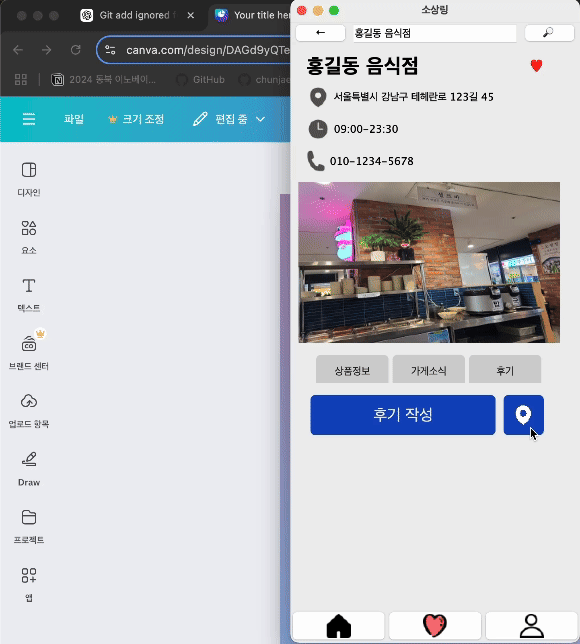 Git add ignored f
Your title here
canva.com/design/DAGd9yQTe
2024 동북 이노베이...
GitHub
chunjae
파일
크기 조정
편집 중
디자인
요소
텍스트
브랜드 센터
업로드 항목
Draw
프로젝트
앱
소상링
←
홍길동 음식점
홍길동 음식점
서울특별시 강남구 테헤란로 123길 45
09:00-23:30
010-1234-5678
상품정보
가게소식
후기
후기 작성